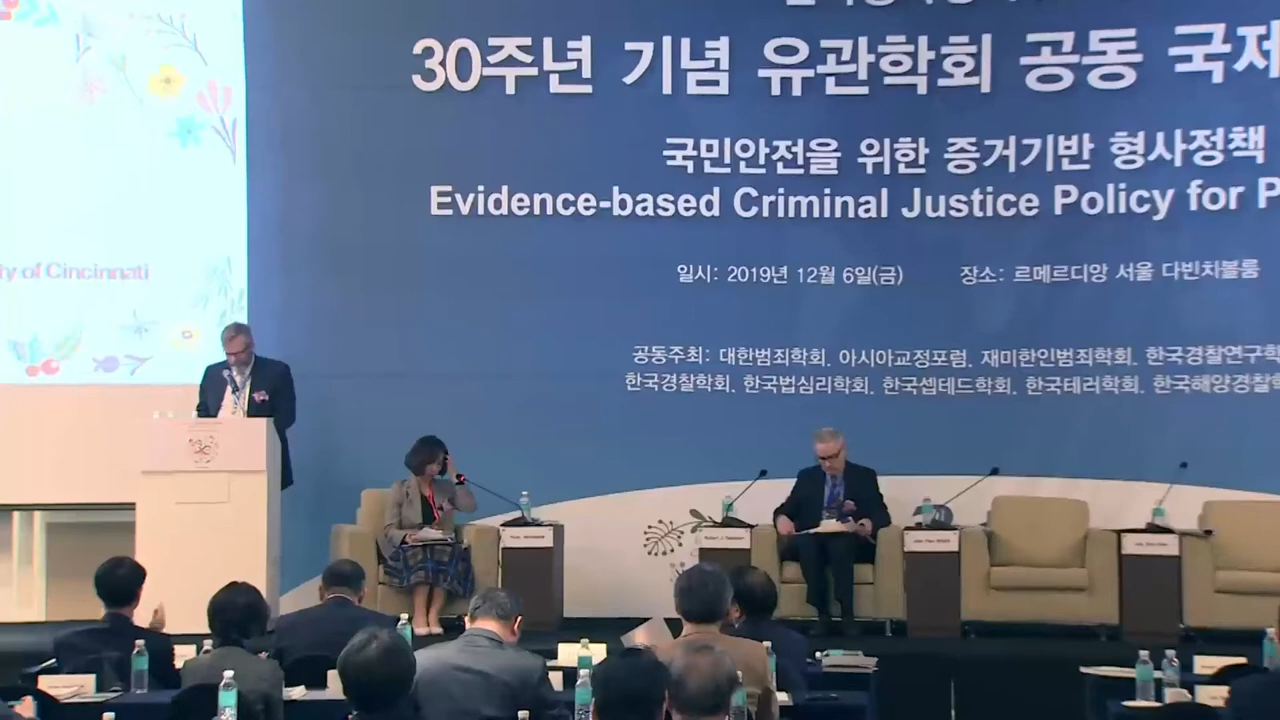 30주년 기념 유관학회 공동 국제
국민안전을 위한 증거기반 형사정책
Evidence-based Criminal Justice Policy for P
ty of Cincinnati
일시: 2019년 12월 6일(금)
장소: 르메르디앙 서울 다빈치볼룸
공동주최: 대한범죄학회, 아시아교정포럼, 재미한인범죄학회, 한국경찰연구학
한국경찰학회, 한국법심리학회, 한국셉테드학회, 한국테러학회, 한국해양경찰학